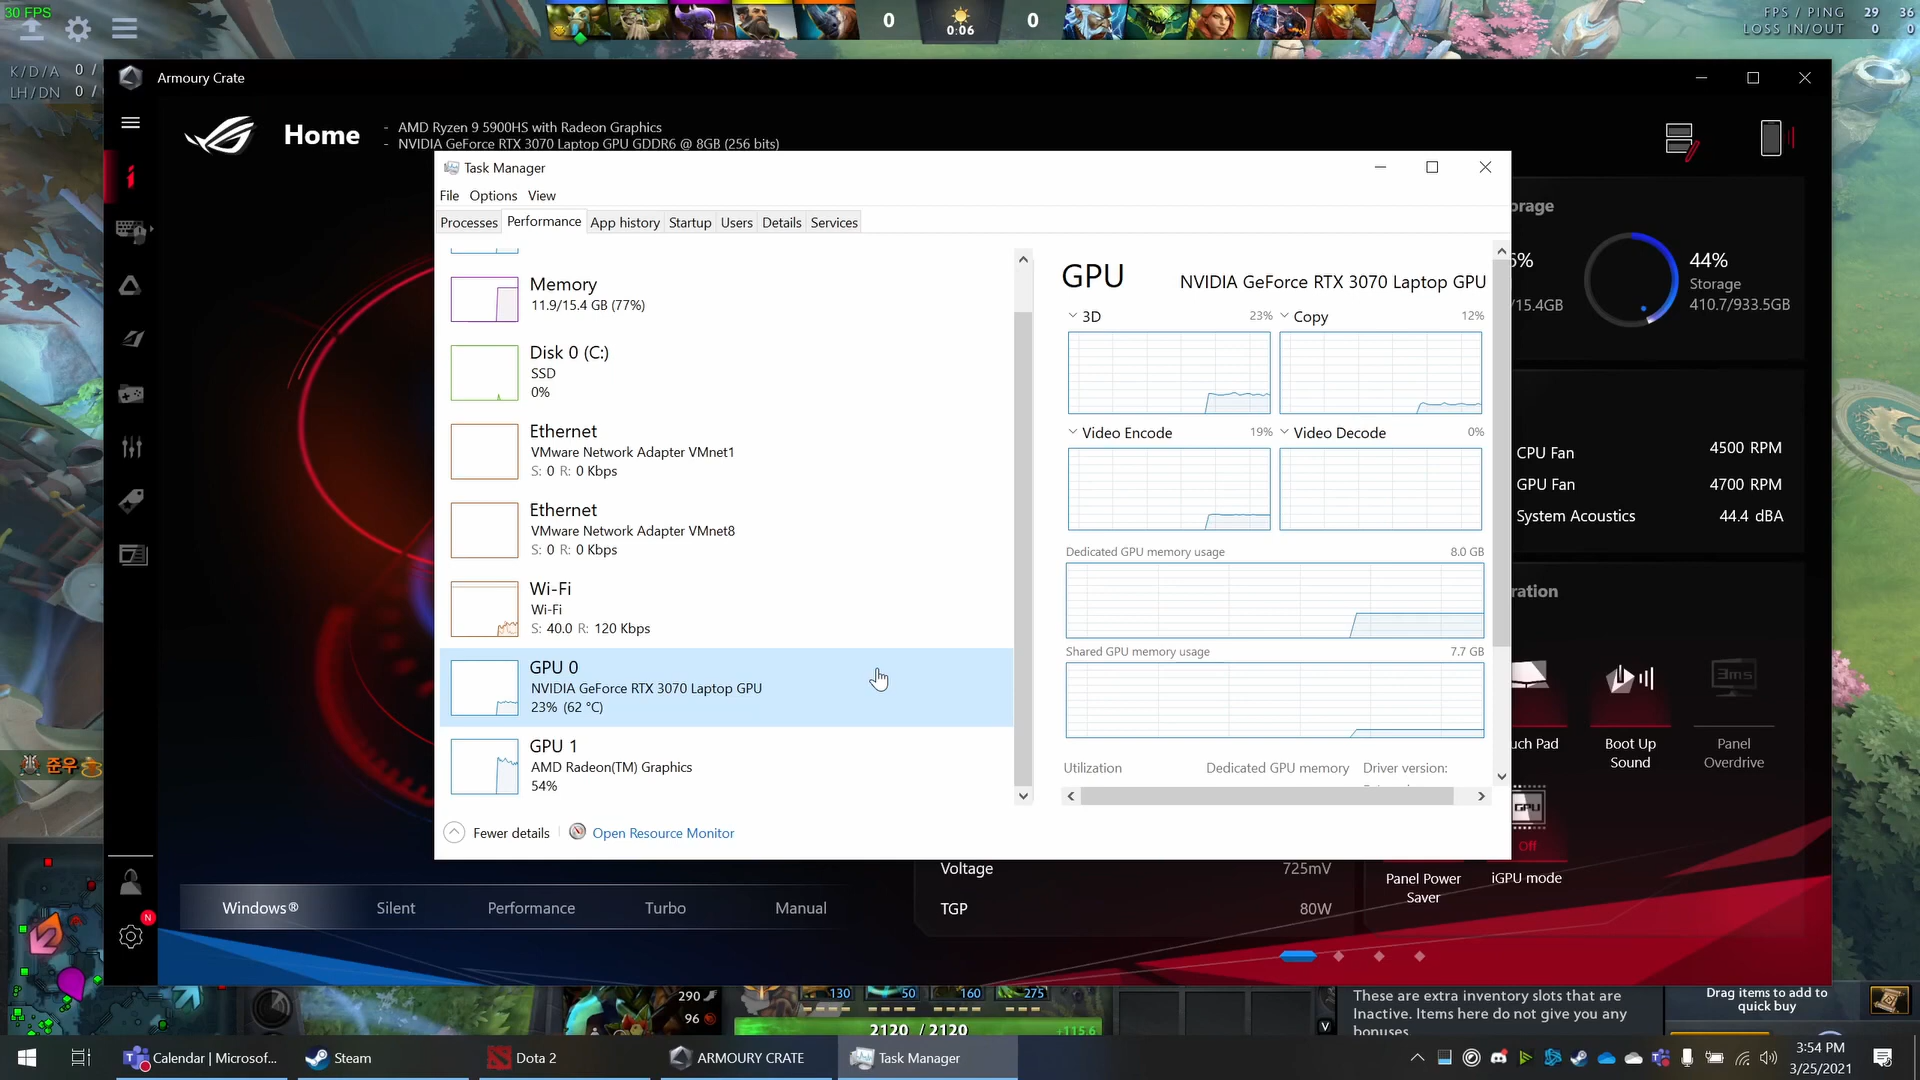 30 FPS
0
0:06
0
FPS / PING 29 36
LOSS IN/OUT 0 0
K/D/A 0 /
LH/DN 0 /
Armoury Crate
Home
- AMD Ryzen 9 5900HS with Radeon Graphics
- NVIDIA GeForce RTX 3070 Laptop GPU GDDR6 @ 8GB (256 bits)
Task Manager
File Options View
Processes Performance App history Startup Users Details Services
Memory
11.9/15.4 GB (77%)
Disk 0 (C:)
SSD
0%
Ethernet
VMware Network Adapter VMnet1
S: 0 R: 0 Kbps
Ethernet
VMware Network Adapter VMnet8
S: 0 R: 0 Kbps
Wi-Fi
Wi-Fi
S: 40.0 R: 120 Kbps
GPU 0
NVIDIA GeForce RTX 3070 Laptop GPU
23% (62 °C)
GPU 1
AMD Radeon(TM) Graphics
54%
GPU NVIDIA GeForce RTX 3070 Laptop GPU
3D 23% Copy 12%
Video Encode 19% Video Decode 0%
Dedicated GPU memory usage 8.0 GB
Shared GPU memory usage 7.7 GB
Utilization Dedicated GPU memory Driver version:
Fewer details Open Resource Monitor
orage
6% 44%
Storage
/15.4GB 410.7/933.5GB
CPU Fan 4500 RPM
GPU Fan 4700 RPM
System Acoustics 44.4 dBA
ration
3ms
uch Pad
Boot Up
Sound
Panel
Overdrive
GPU
Off
Panel Power
Saver
iGPU mode
Voltage 725mV
TGP 80W
Windows® Silent Performance Turbo Manual
N
준우
290
96
130 50 160 275
2120 / 2120 +115.6
V
These are extra inventory slots that are
Inactive. Items here do not give you any
bonuses
Drag items to add to
quick buy
Calendar | Microsof...
Steam
Dota 2
ARMOURY CRATE
Task Manager
3:54 PM
3/25/2021